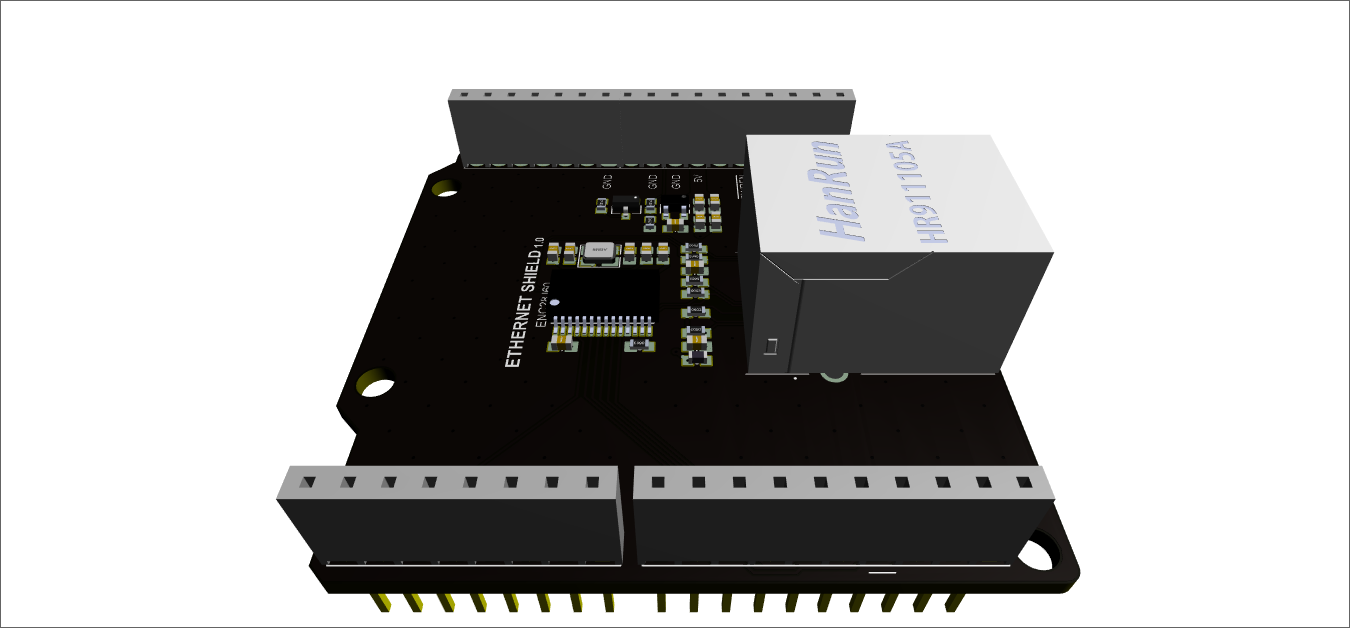 GND
GND
GND
5V
HanRun
HR911105A
ETHERNET SHIELD 1.0